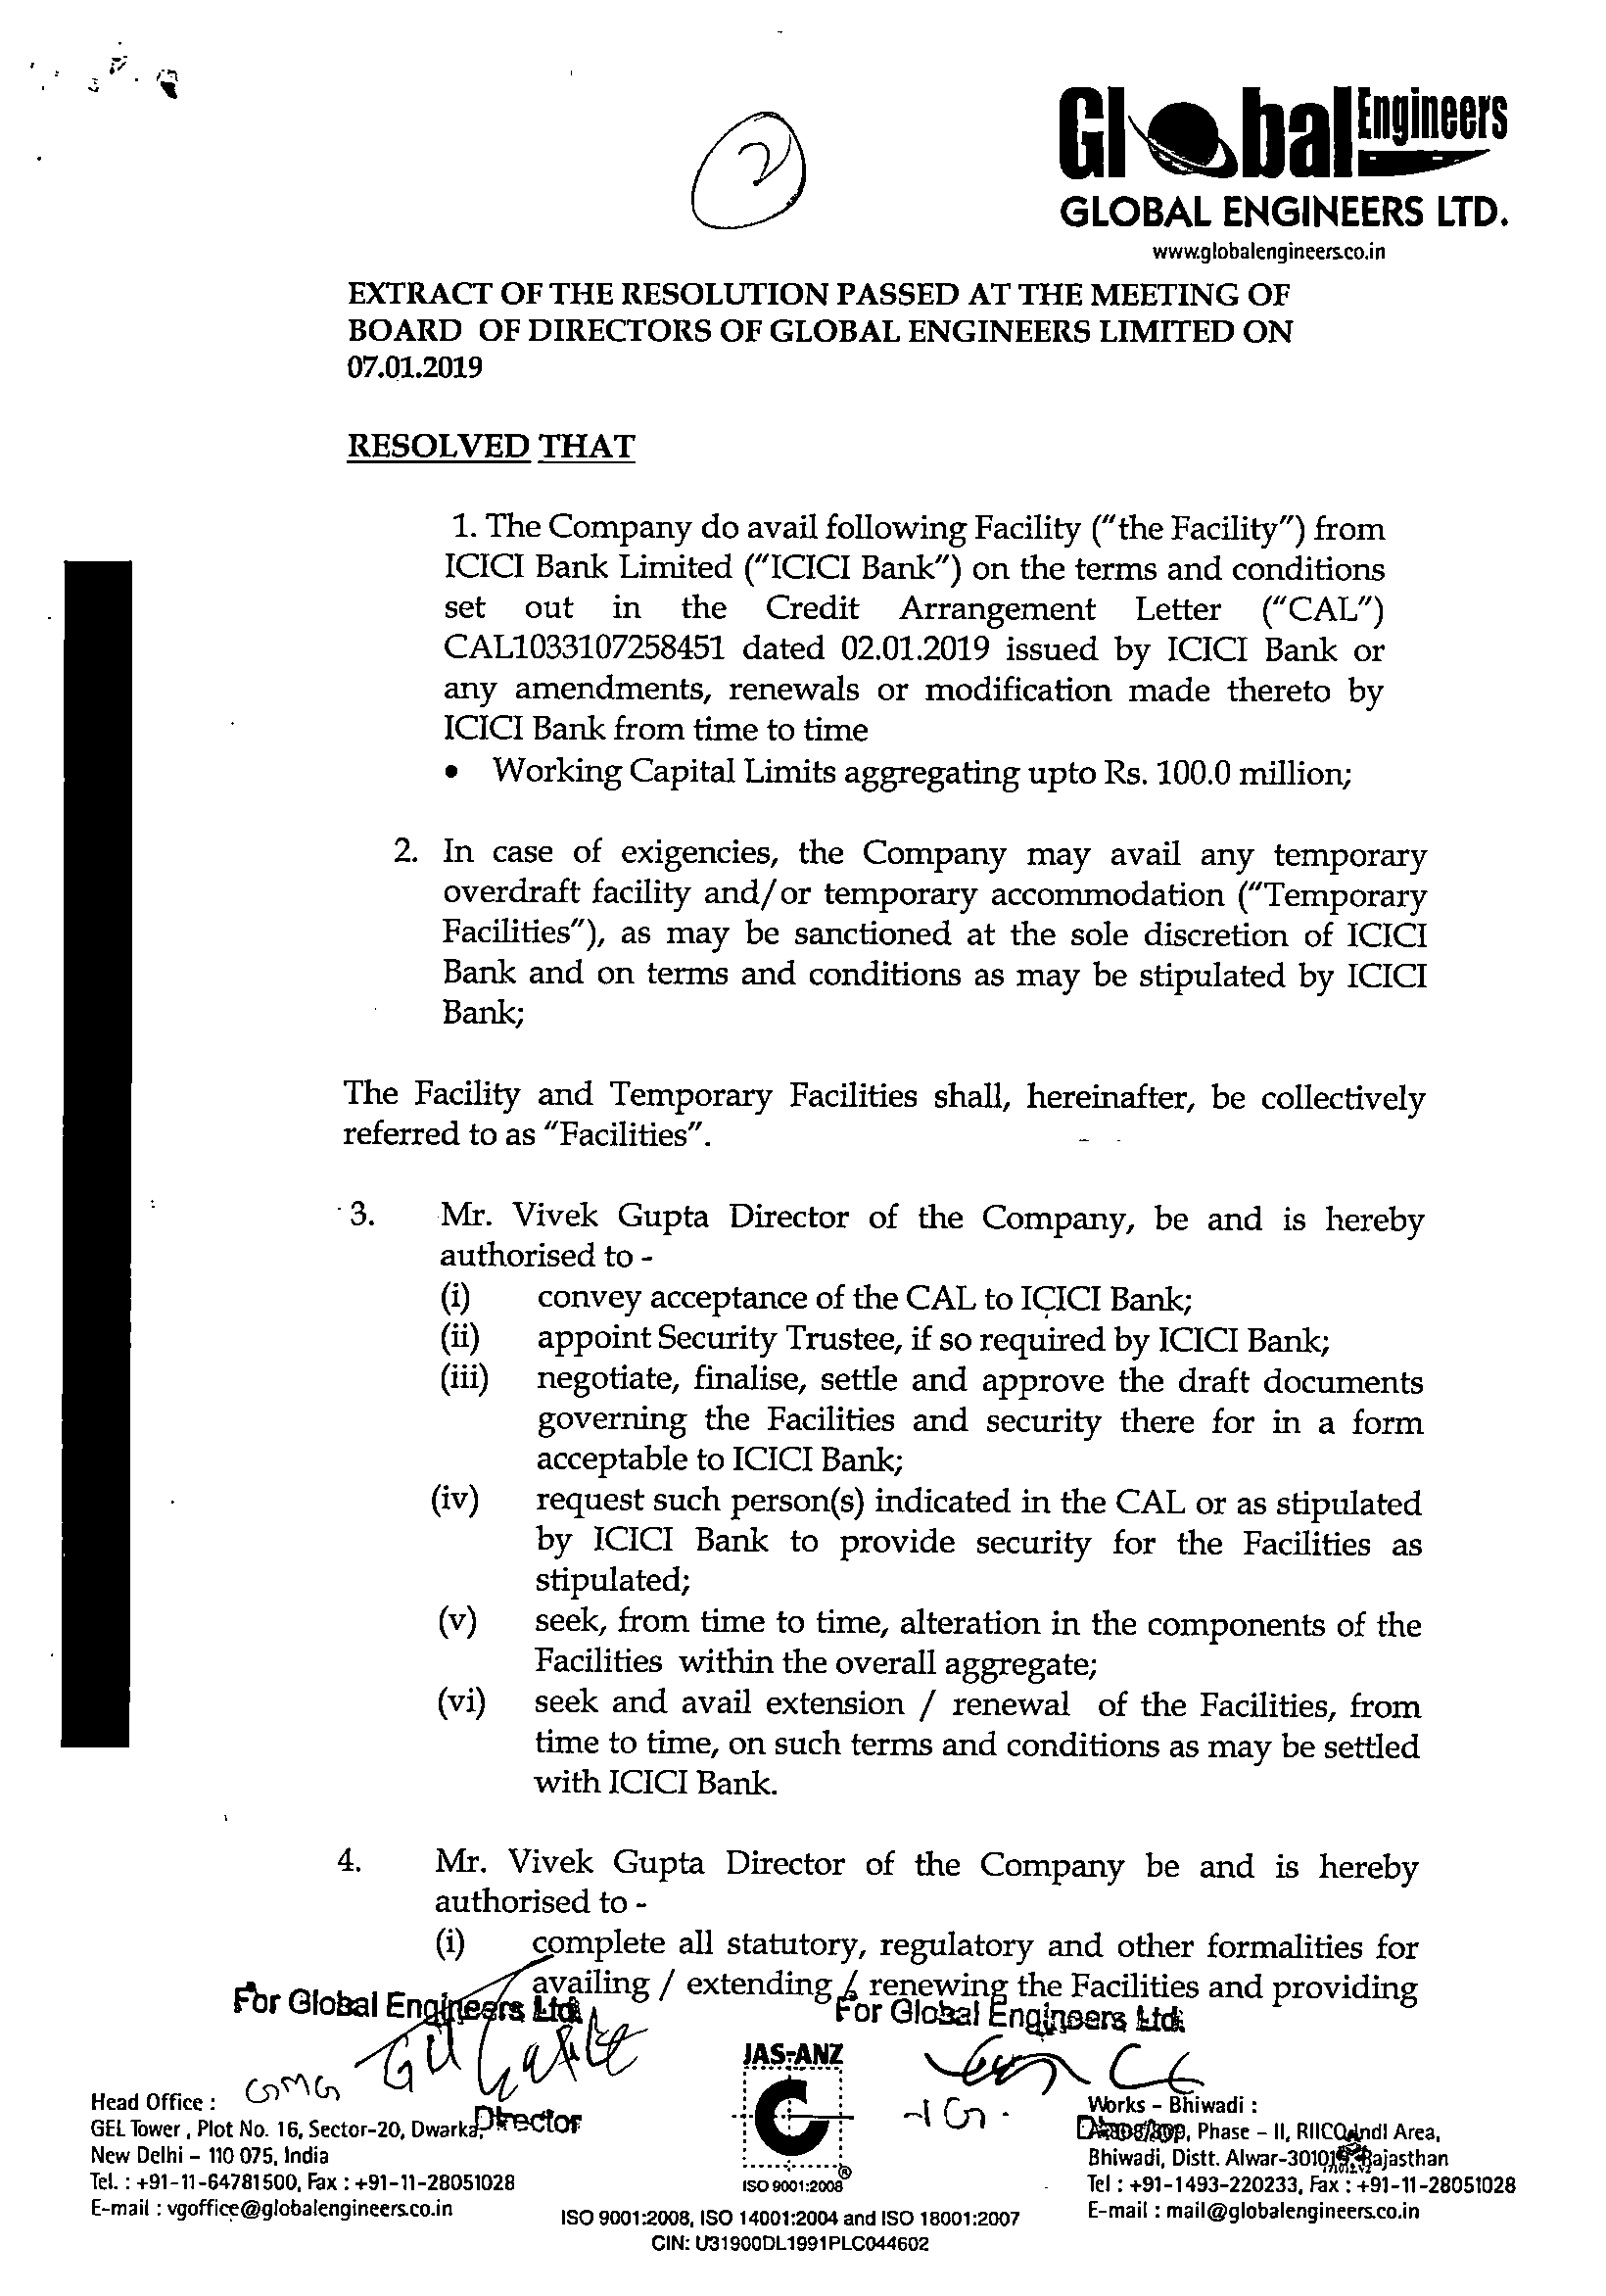 2
Global Engineers
GLOBAL ENGINEERS LTD.
www.globalengineers.co.in
EXTRACT OF THE RESOLUTION PASSED AT THE MEETING OF
BOARD OF DIRECTORS OF GLOBAL ENGINEERS LIMITED ON
07.01.2019
RESOLVED THAT
1. The Company do avail following Facility ("the Facility") from
ICICI Bank Limited ("ICICI Bank") on the terms and conditions
set out in the Credit Arrangement Letter ("CAL")
CAL1033107258451 dated 02.01.2019 issued by ICICI Bank or
any amendments, renewals or modification made thereto by
ICICI Bank from time to time
• Working Capital Limits aggregating upto Rs. 100.0 million;
2. In case of exigencies, the Company may avail any temporary
overdraft facility and/or temporary accommodation ("Temporary
Facilities"), as may be sanctioned at the sole discretion of ICICI
Bank and on terms and conditions as may be stipulated by ICICI
Bank;
The Facility and Temporary Facilities shall, hereinafter, be collectively
referred to as "Facilities".
3. Mr. Vivek Gupta Director of the Company, be and is hereby
authorised to -
(i) convey acceptance of the CAL to ICICI Bank;
(ii) appoint Security Trustee, if so required by ICICI Bank;
(iii) negotiate, finalise, settle and approve the draft documents
governing the Facilities and security there for in a form
acceptable to ICICI Bank;
(iv) request such person(s) indicated in the CAL or as stipulated
by ICICI Bank to provide security for the Facilities as
stipulated;
(v) seek, from time to time, alteration in the components of the
Facilities within the overall aggregate;
(vi) seek and avail extension / renewal of the Facilities, from
time to time, on such terms and conditions as may be settled
with ICICI Bank.
4. Mr. Vivek Gupta Director of the Company be and is hereby
authorised to -
(i) complete all statutory, regulatory and other formalities for
availing / extending / renewing the Facilities and providing
For Global Engineers Ltd.
For Global Engineers Ltd.
Director
JAS-ANZ
ISO 9001:2008
Head Office :
GEL Tower, Plot No. 16, Sector-20, Dwarka,
New Delhi – 110 075, India
Tel. : +91-11-64781500, Fax : +91-11-28051028
E-mail : vgoffice@globalengineers.co.in
ISO 9001:2008, ISO 14001:2004 and ISO 18001:2007
CIN: U31900DL1991PLC044602
Works – Bhiwadi :
Phase – II, RIICO Indl Area,
Bhiwadi, Distt. Alwar-301019, Rajasthan
Tel : +91-1493-220233, Fax : +91-11-28051028
E-mail : mail@globalengineers.co.in